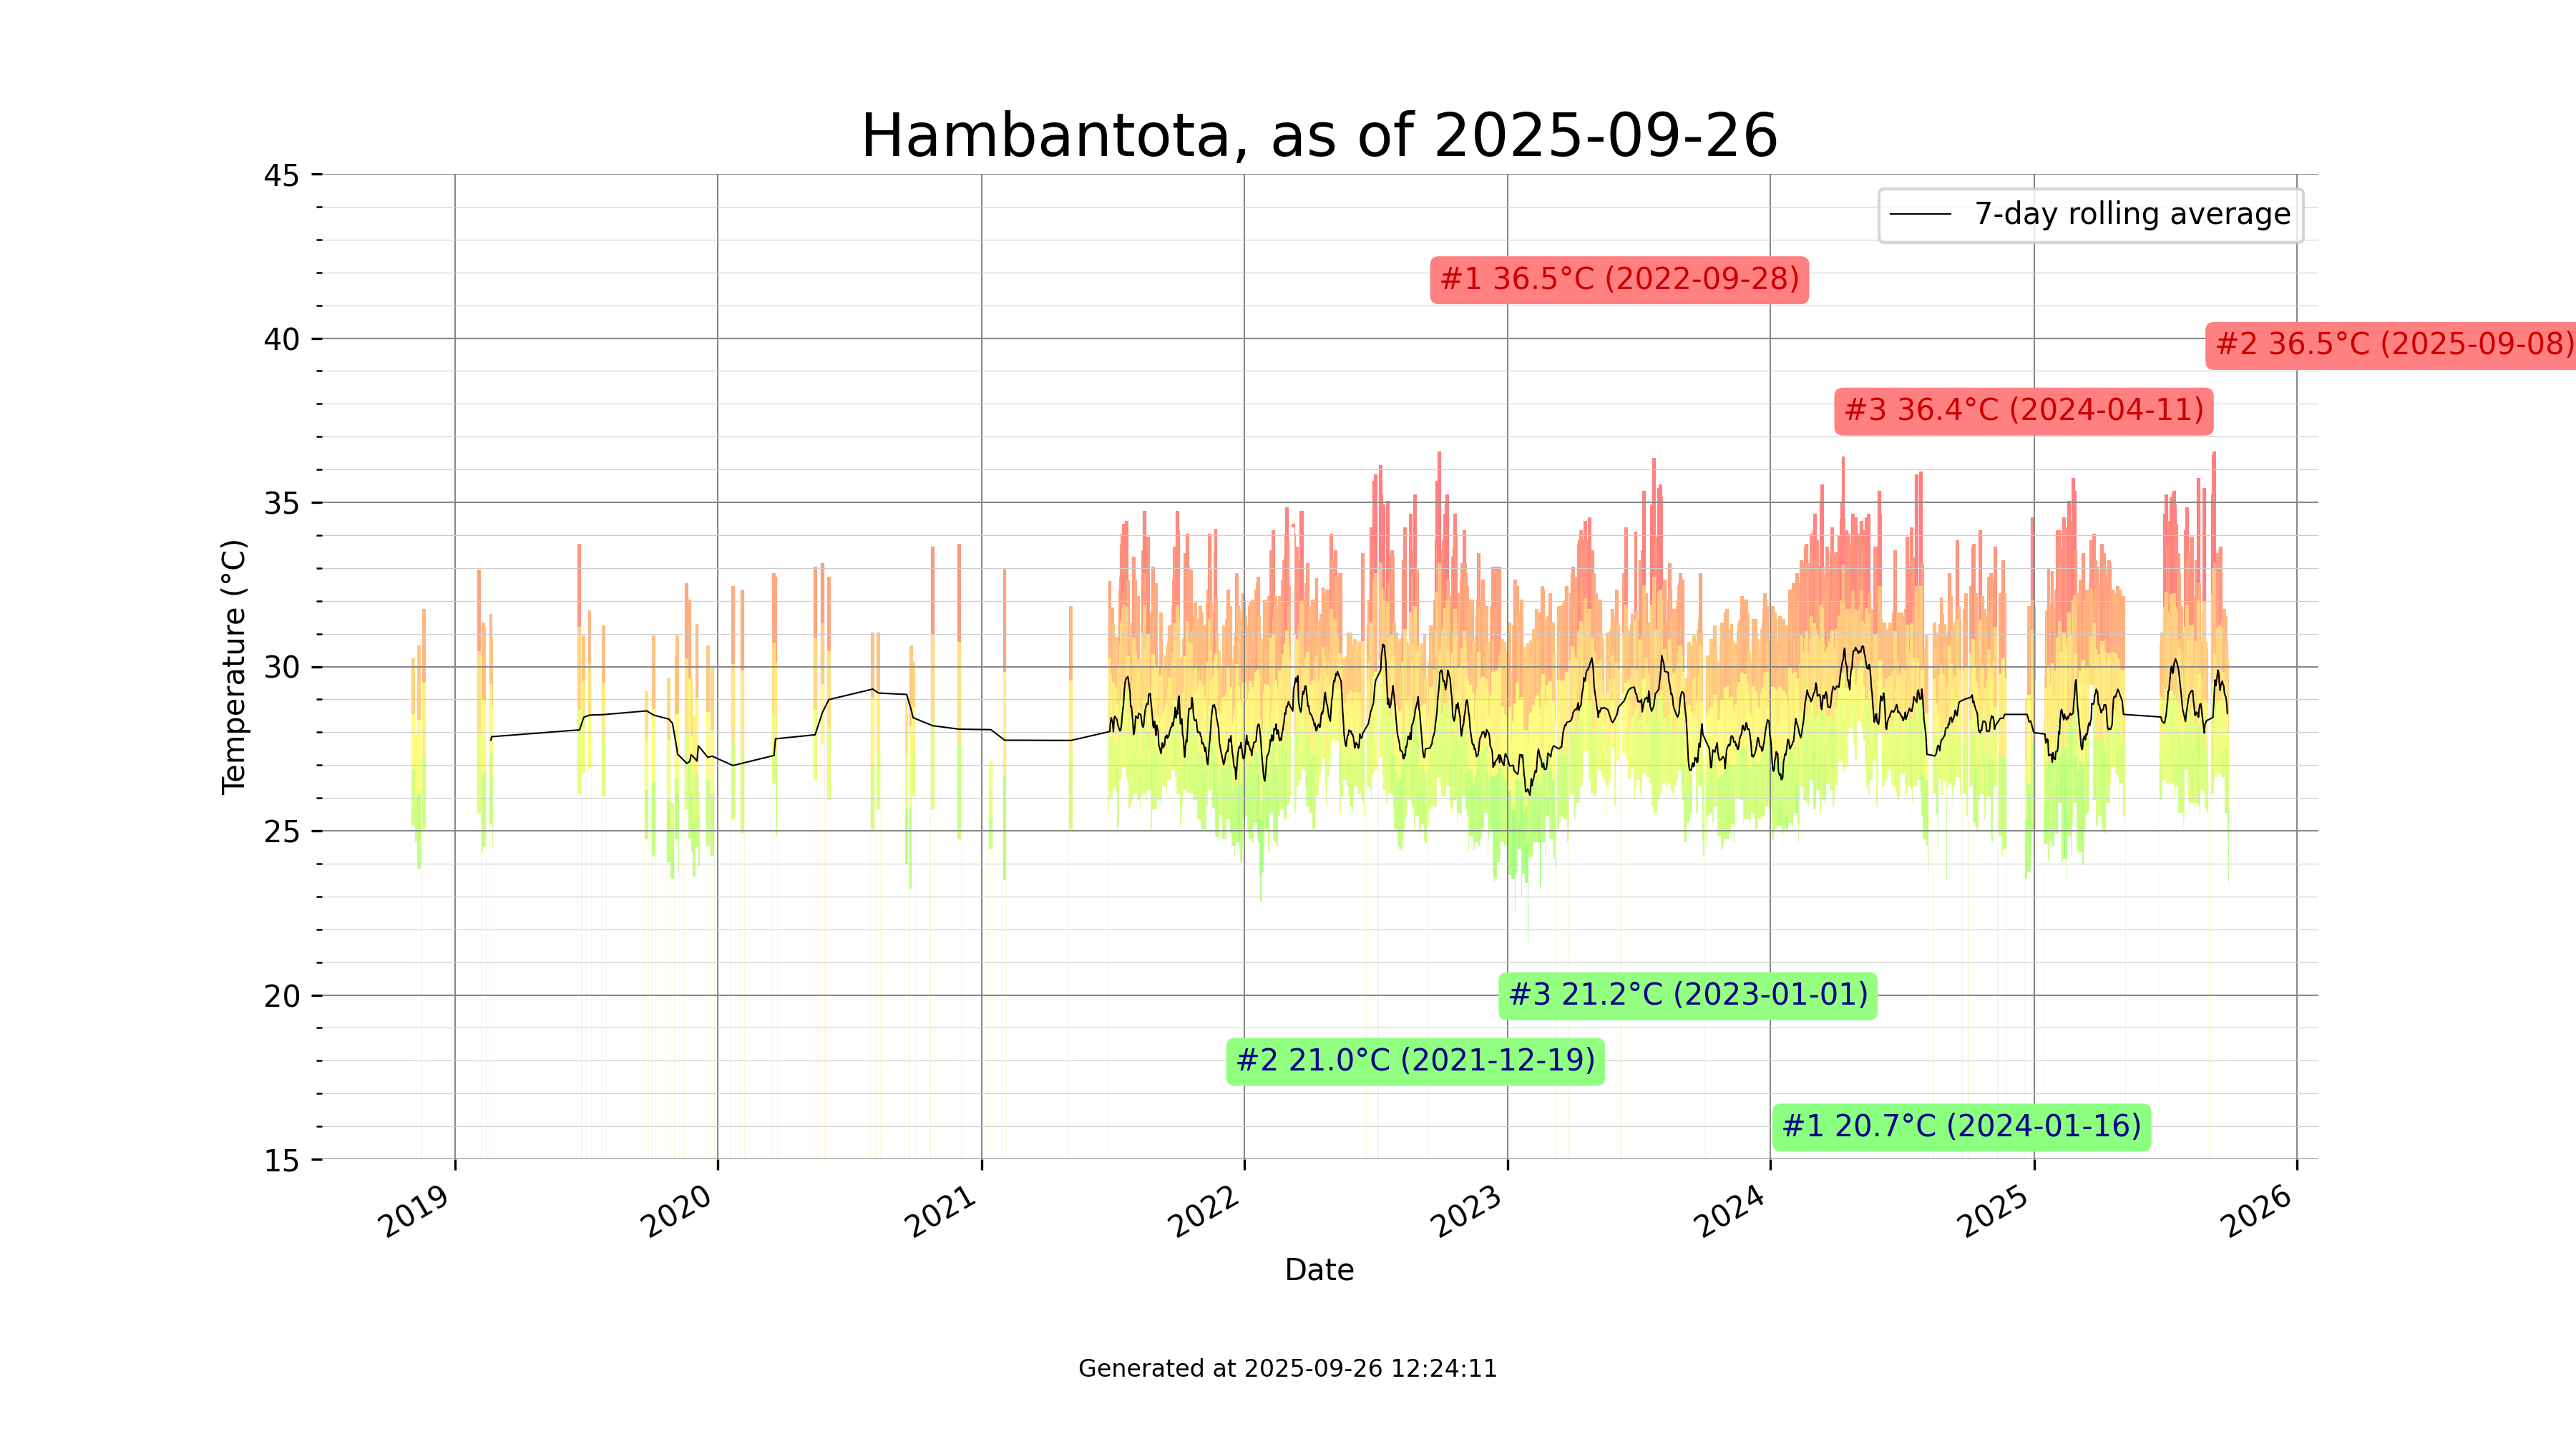 Hambantota, as of 2025-09-26
45
7-day rolling average
#1 36.5°C (2022-09-28)
40
#2 36.5°C (2025-09-08)
#3 36.4°C (2024-04-11)
35
Temperature (°C)
30
25
20
#3 21.2°C (2023-01-01)
#2 21.0°C (2021-12-19)
#1 20.7°C (2024-01-16)
15
2019 2020 2021 2022 2023 2024 2025 2026
Date
Generated at 2025-09-26 12:24:11